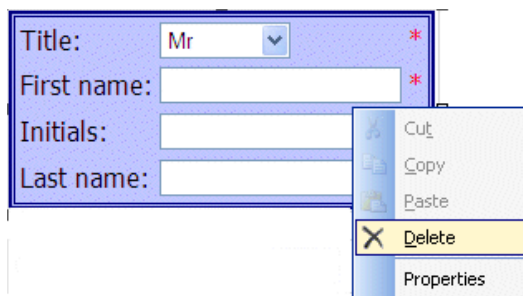 Title: Mr *
First name: *
Initials:
Last name:
Cut
Copy
Paste
Delete
Properties